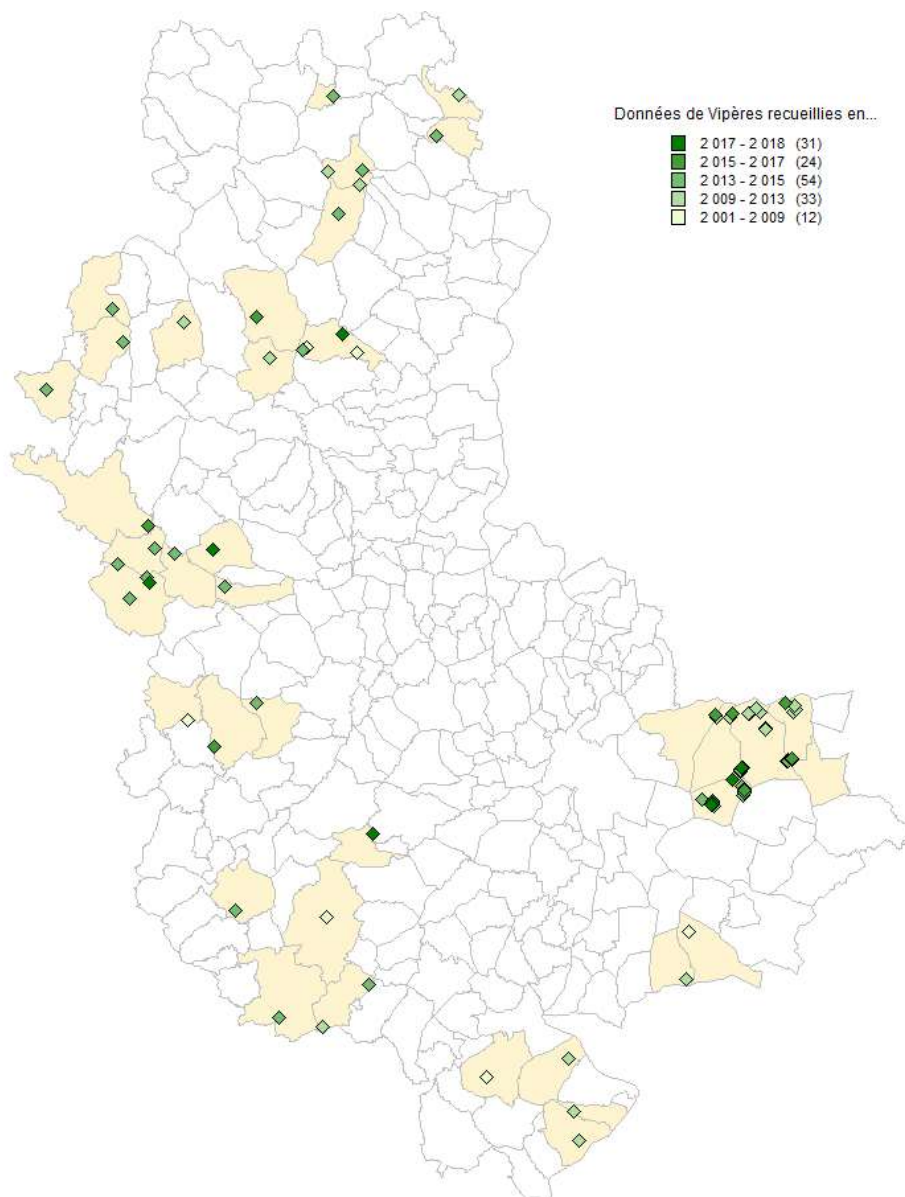 Données de Vipères recueillies en...
2 017 - 2 018 (31)
2 015 - 2 017 (24)
2 013 - 2 015 (54)
2 009 - 2 013 (33)
2 001 - 2 009 (12)